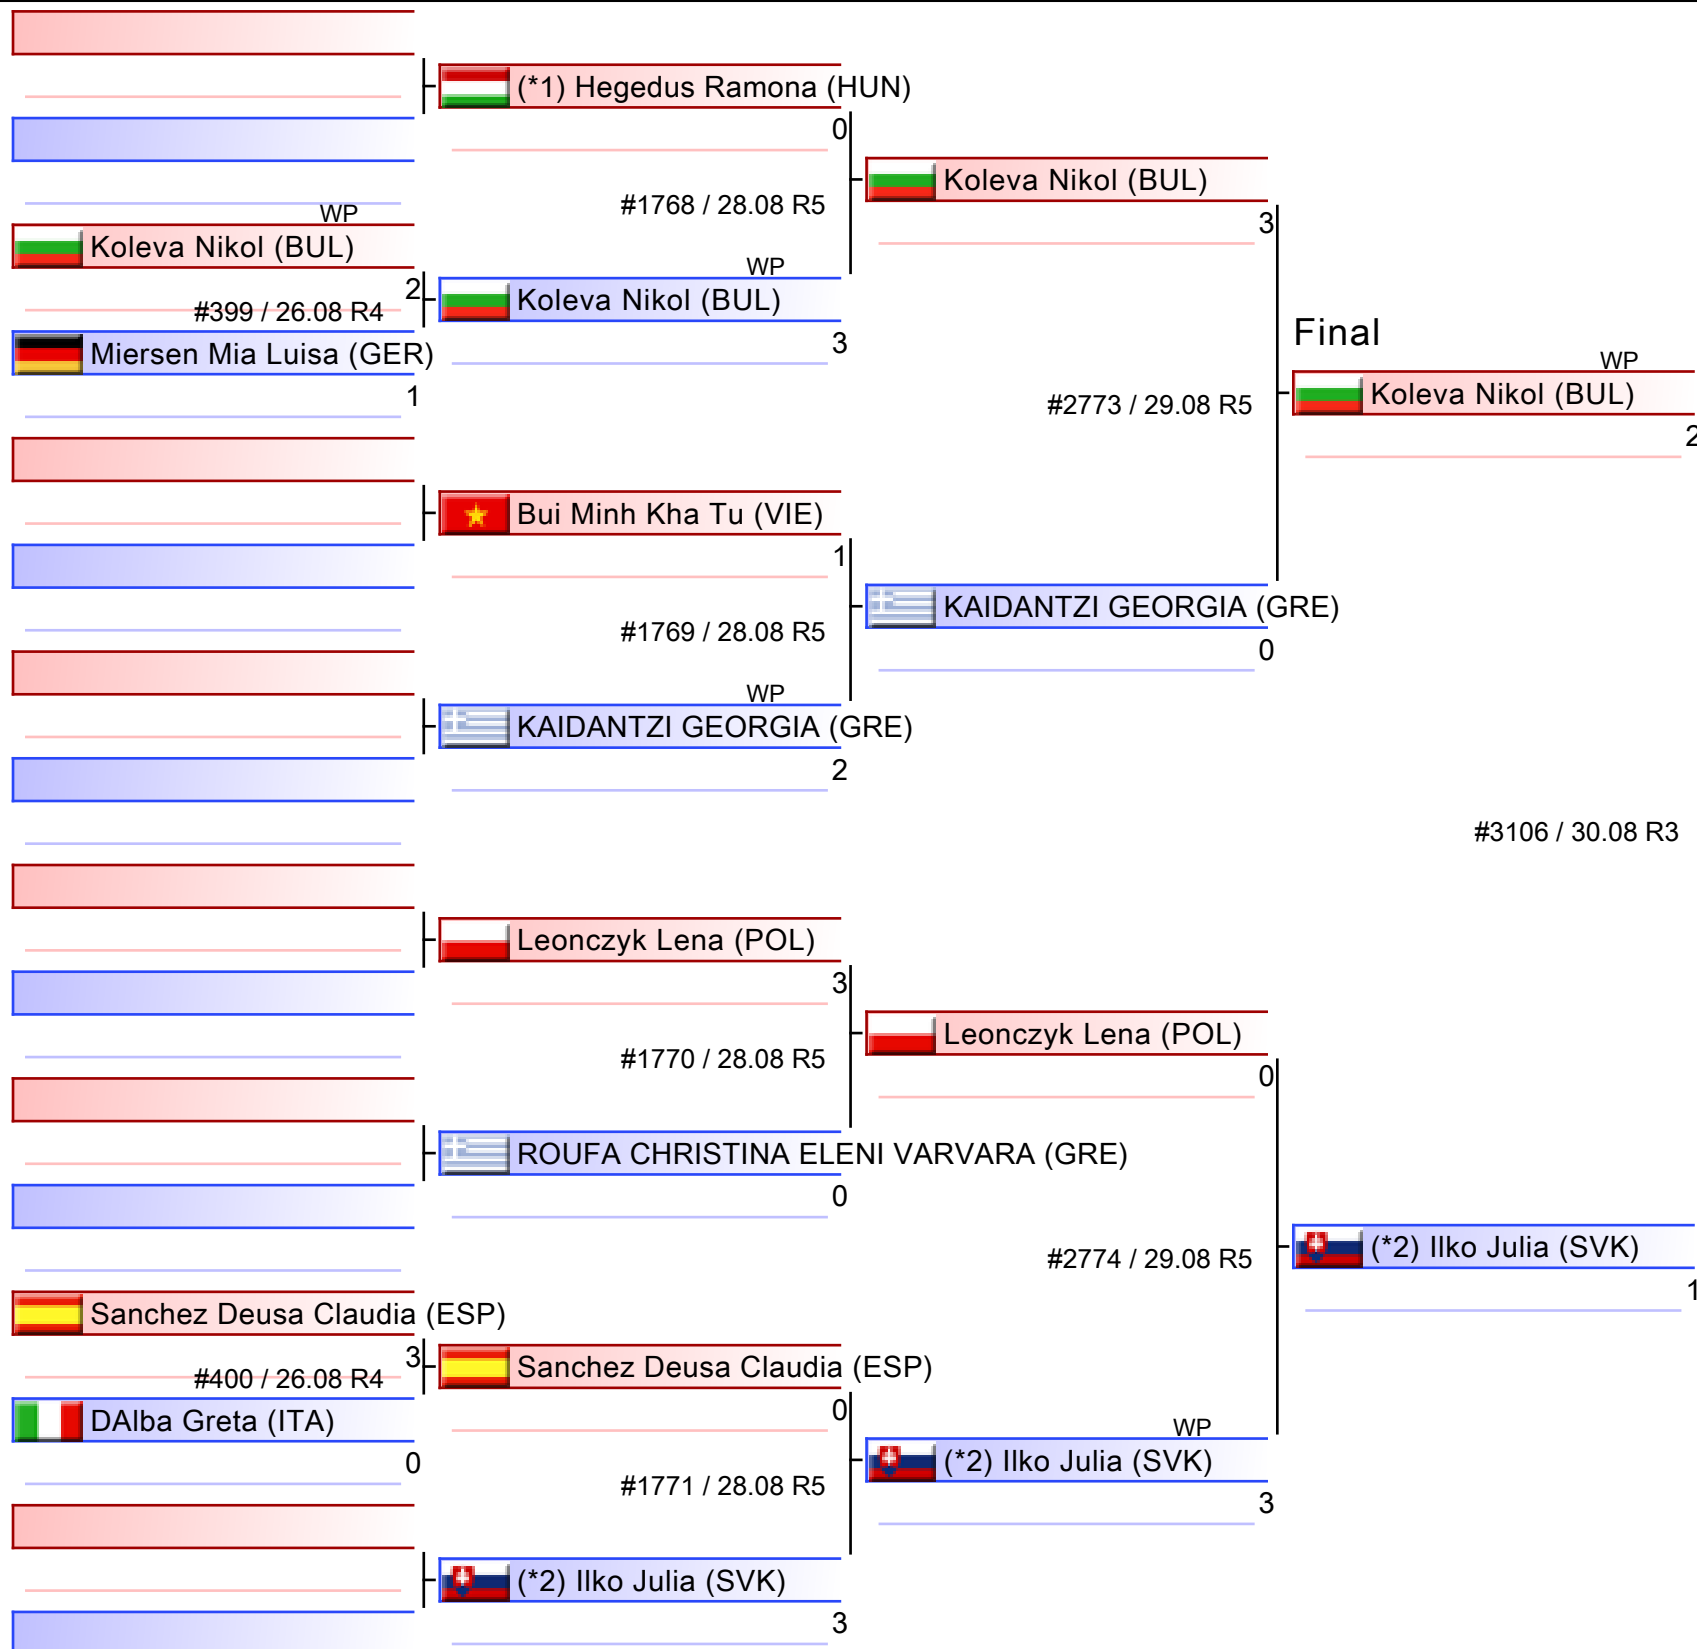 (*1) Hegedus Ramona (HUN)
0
#1768 / 28.08 R5
Koleva Nikol (BUL)
3
WP
Koleva Nikol (BUL)
2
#399 / 26.08 R4
Miersen Mia Luisa (GER)
1
WP
Koleva Nikol (BUL)
3
Final
WP
Koleva Nikol (BUL)
2
#2773 / 29.08 R5
Bui Minh Kha Tu (VIE)
1
#1769 / 28.08 R5
KAIDANTZI GEORGIA (GRE)
0
WP
KAIDANTZI GEORGIA (GRE)
2
#3106 / 30.08 R3
Leonczyk Lena (POL)
3
#1770 / 28.08 R5
Leonczyk Lena (POL)
0
ROUFA CHRISTINA ELENI VARVARA (GRE)
0
#2774 / 29.08 R5
(*2) Ilko Julia (SVK)
1
Sanchez Deusa Claudia (ESP)
3
#400 / 26.08 R4
DAlba Greta (ITA)
0
Sanchez Deusa Claudia (ESP)
0
#1771 / 28.08 R5
WP
(*2) Ilko Julia (SVK)
3
(*2) Ilko Julia (SVK)
3